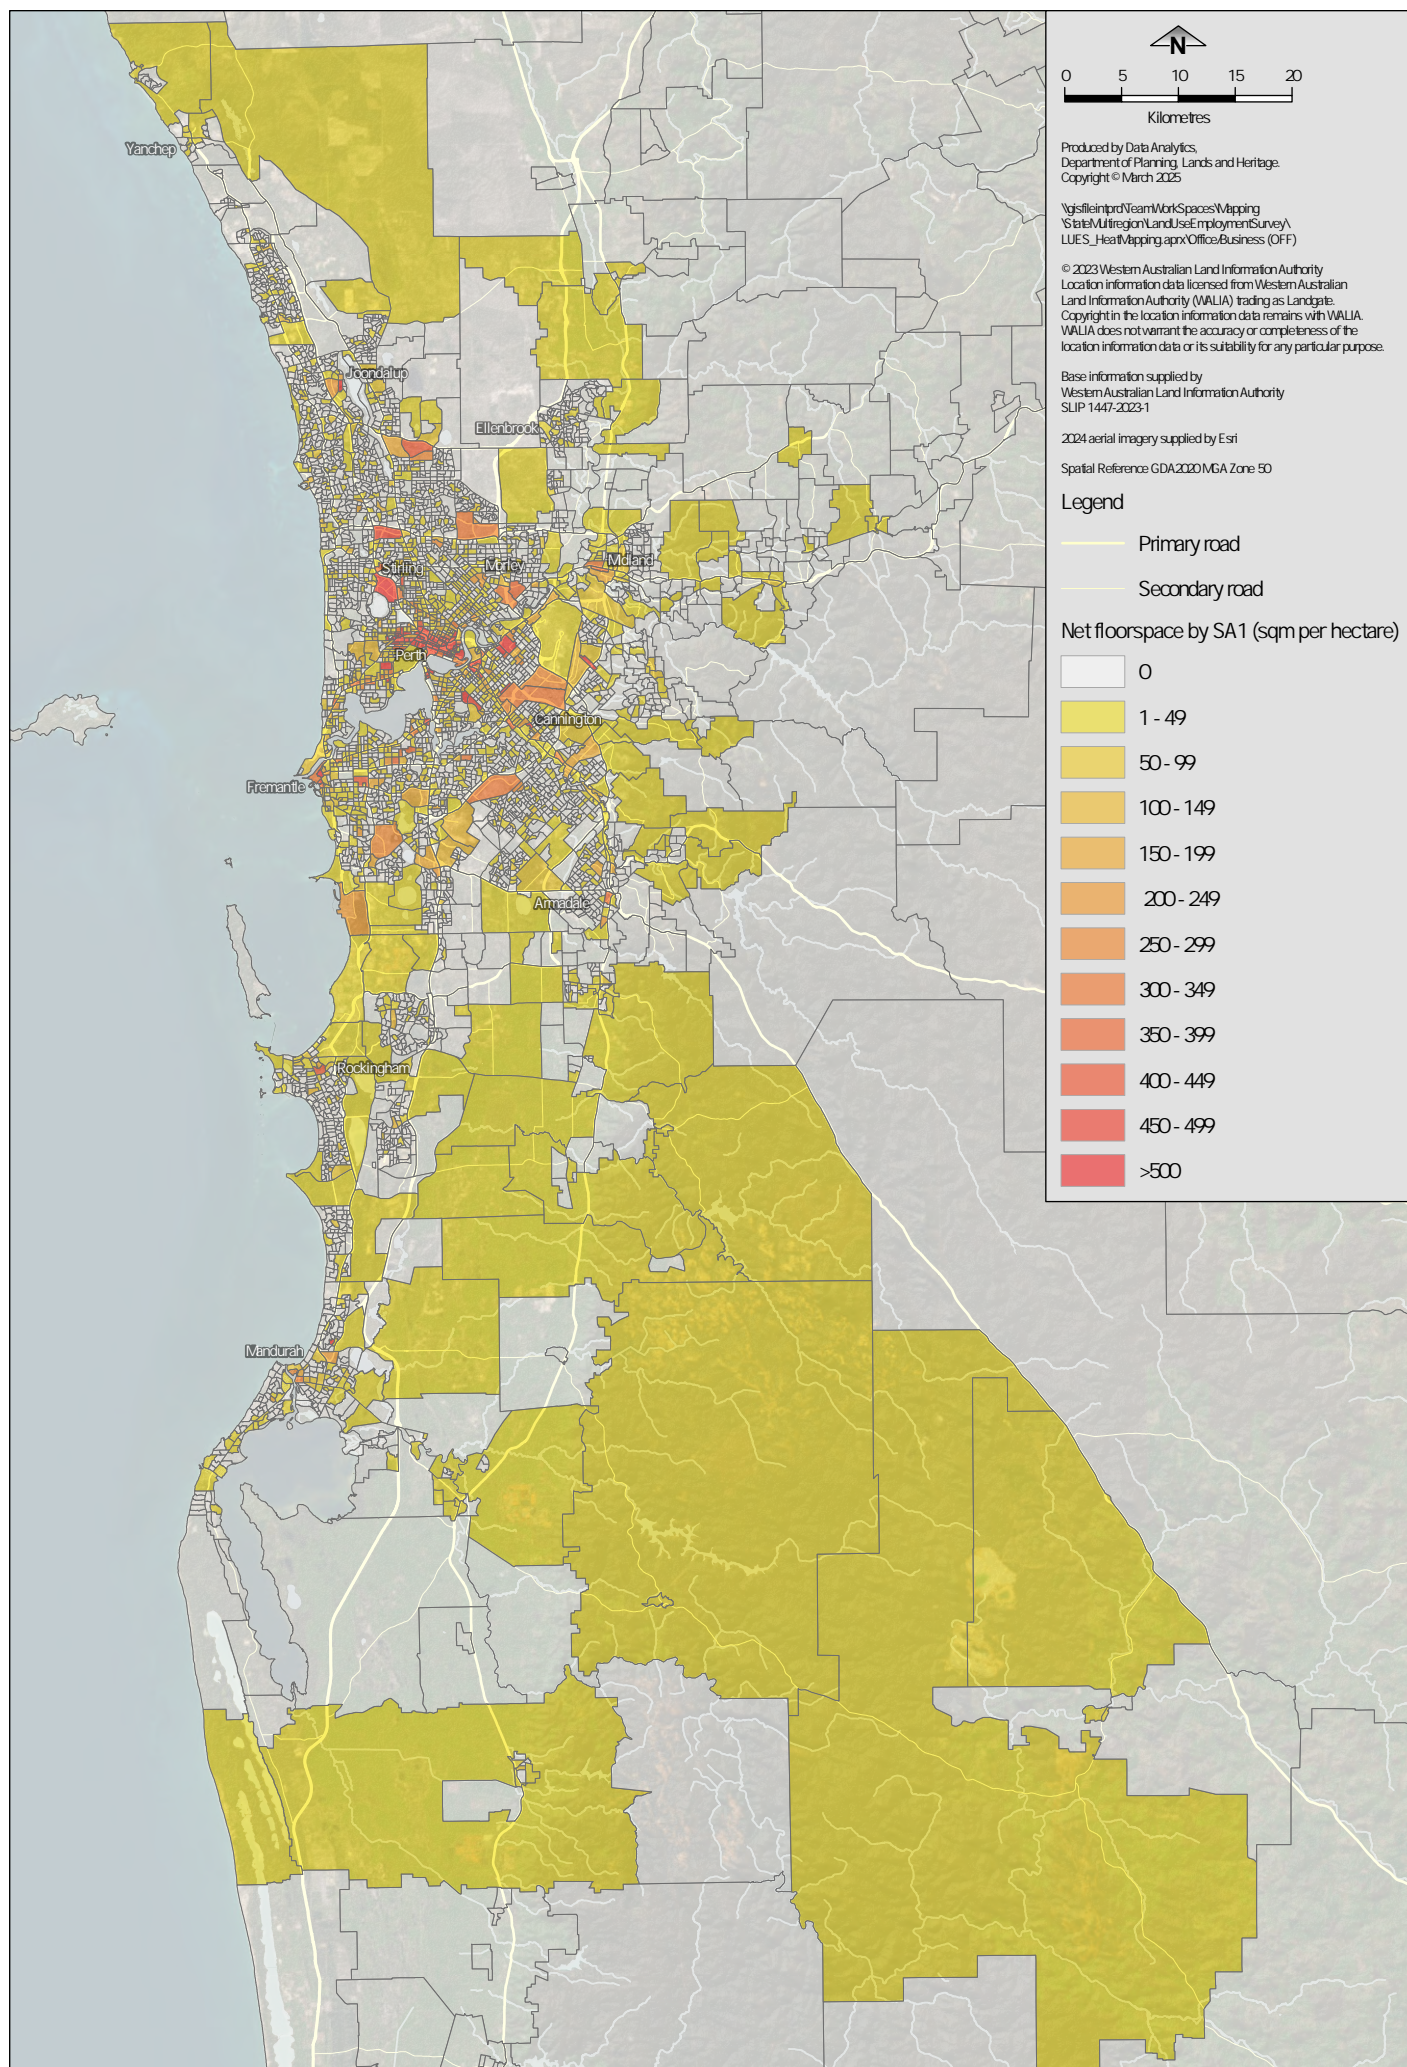 N
0 5 10 15 20
Kilometres
Produced by Data Analytics,
Department of Planning, Lands and Heritage.
Copyright © March 2025
\\gisfileintprd\TeamWorkSpaces\Mapping
\StateMultiregion\LandUseEmploymentSurvey\
LUES_HeatMapping.aprx\Office/Business (OFF)
© 2023 Western Australian Land Information Authority
Location information data licensed from Western Australian
Land Information Authority (WALIA) trading as Landgate.
Copyright in the location information data remains with WALIA.
WALIA does not warrant the accuracy or completeness of the
location information data or its suitability for any particular purpose.
Base information supplied by
Western Australian Land Information Authority
SLIP 1447-2023-1
2024 aerial imagery supplied by Esri
Spatial Reference GDA2020 MGA Zone 50
Legend
Primary road
Secondary road
Net floorspace by SA1 (sqm per hectare)
0
1 - 49
50 - 99
100 - 149
150 - 199
200 - 249
250 - 299
300 - 349
350 - 399
400 - 449
450 - 499
>500
Yanchep
Joondalup
Ellenbrook
Stirling
Morley
Midland
Perth
Cannington
Fremantle
Armadale
Rockingham
Mandurah